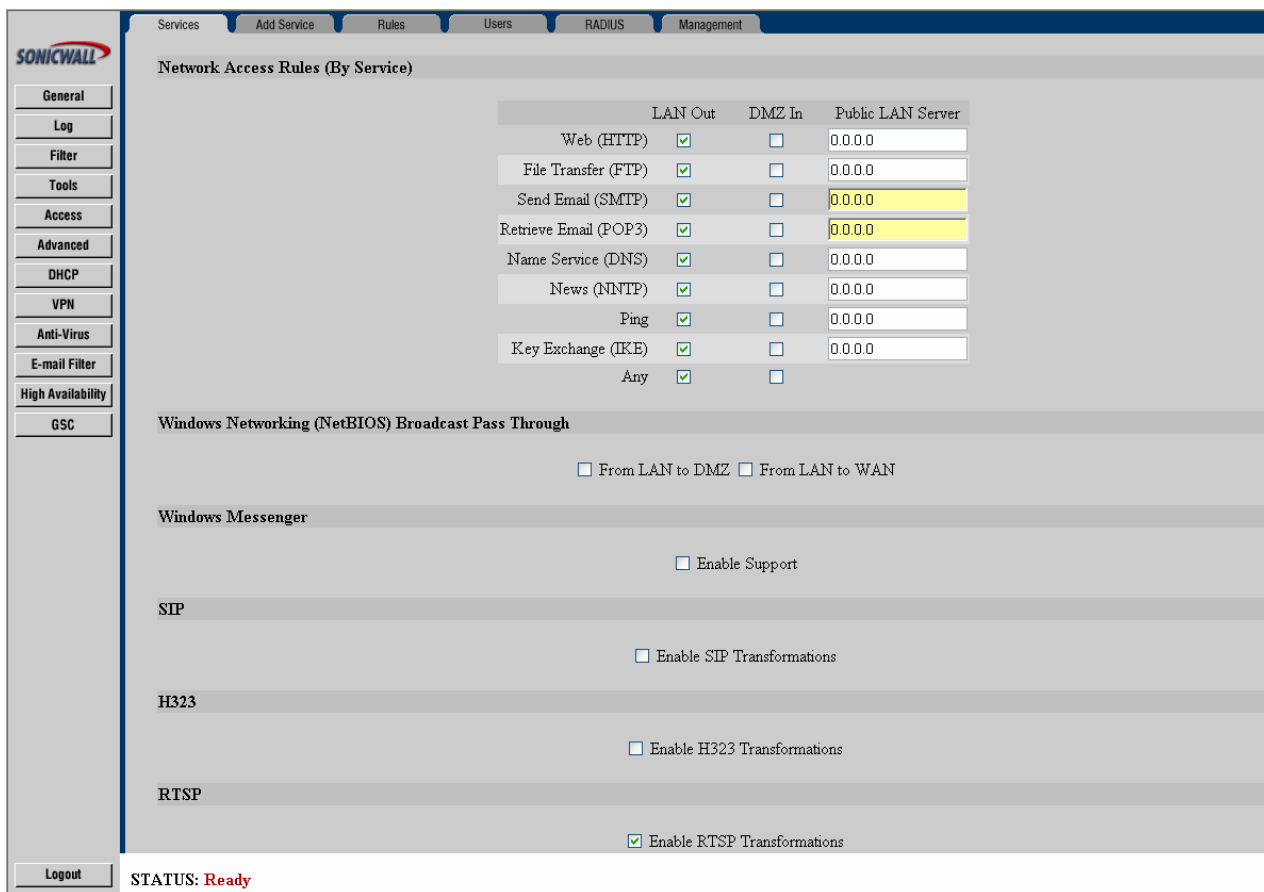 Services Add Service Rules Users RADIUS Management
SONICWALL
General
Log
Filter
Tools
Access
Advanced
DHCP
VPN
Anti-Virus
E-mail Filter
High Availability
GSC
Logout
Network Access Rules (By Service)
LAN Out DMZ In Public LAN Server
Web (HTTP) 0.0.0.0
File Transfer (FTP) 0.0.0.0
Send Email (SMTP) 0.0.0.0
Retrieve Email (POP3) 0.0.0.0
Name Service (DNS) 0.0.0.0
News (NNTP) 0.0.0.0
Ping 0.0.0.0
Key Exchange (IKE) 0.0.0.0
Any
Windows Networking (NetBIOS) Broadcast Pass Through
From LAN to DMZ From LAN to WAN
Windows Messenger
Enable Support
SIP
Enable SIP Transformations
H323
Enable H323 Transformations
RTSP
Enable RTSP Transformations
STATUS: Ready